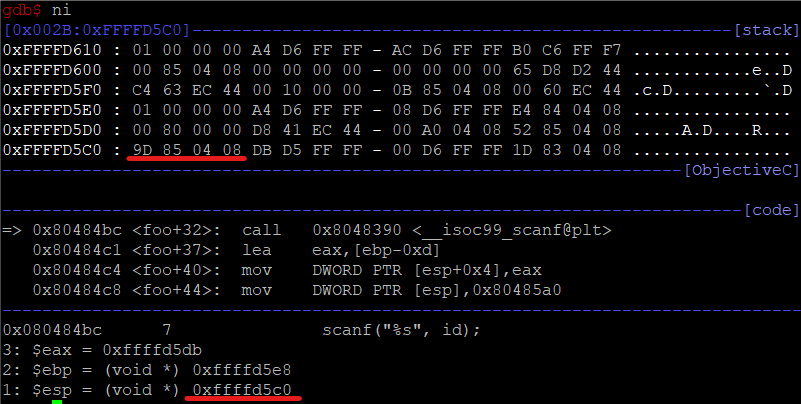 gdb$ ni
[0x002B:0xFFFFD5C0]------------------------------------------------------[stack]
0xFFFFD610 : 01 00 00 00 A4 D6 FF FF - AC D6 FF FF B0 C6 FF F7 ................
0xFFFFD600 : 00 85 04 08 00 00 00 00 - 00 00 00 00 65 D8 D2 44 ............e..D
0xFFFFD5F0 : C4 63 EC 44 00 10 00 00 - 0B 85 04 08 00 60 EC 44 .c.D.........`.D
0xFFFFD5E0 : 01 00 00 00 A4 D6 FF FF - 08 D6 FF FF E4 84 04 08 ................
0xFFFFD5D0 : 00 80 00 00 D8 41 EC 44 - 00 A0 04 08 52 85 04 08 .....A.D....R...
0xFFFFD5C0 : 9D 85 04 08 DB D5 FF FF - 00 D6 FF FF 1D 83 04 08 ................
--------------------------------------------------------------------[ObjectiveC]

--------------------------------------------------------------------------[code]
=> 0x80484bc <foo+32>: call 0x8048390 <__isoc99_scanf@plt>
0x80484c1 <foo+37>: lea eax,[ebp-0xd]
0x80484c4 <foo+40>: mov DWORD PTR [esp+0x4],eax
0x80484c8 <foo+44>: mov DWORD PTR [esp],0x80485a0
--------------------------------------------------------------------------------
0x080484bc 7 scanf("%s", id);
3: $eax = 0xffffd5db
2: $ebp = (void *) 0xffffd5e8
1: $esp = (void *) 0xffffd5c0